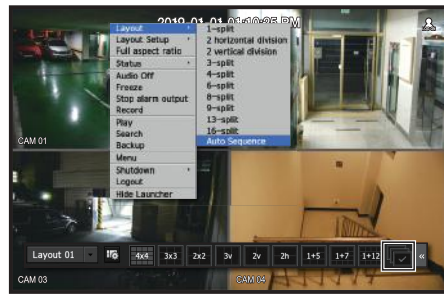 2019-01-01 01:10:25 PM
Layout
Layout Setup
Full aspect ratio
Status
Audio Off
Freeze
Stop alarm output
Record
Play
Search
Backup
Menu
Shutdown
Logout
Hide Launcher
1-split
2 horizontal division
2 vertical division
3-split
4-split
6-split
8-split
9-split
13-split
16-split
Auto Sequence
CAM 01
Layout 01 4x4 3x3 2x2 3v 2v 2h 1+5 1+7 1+12 «
CAM 03
CAM 04